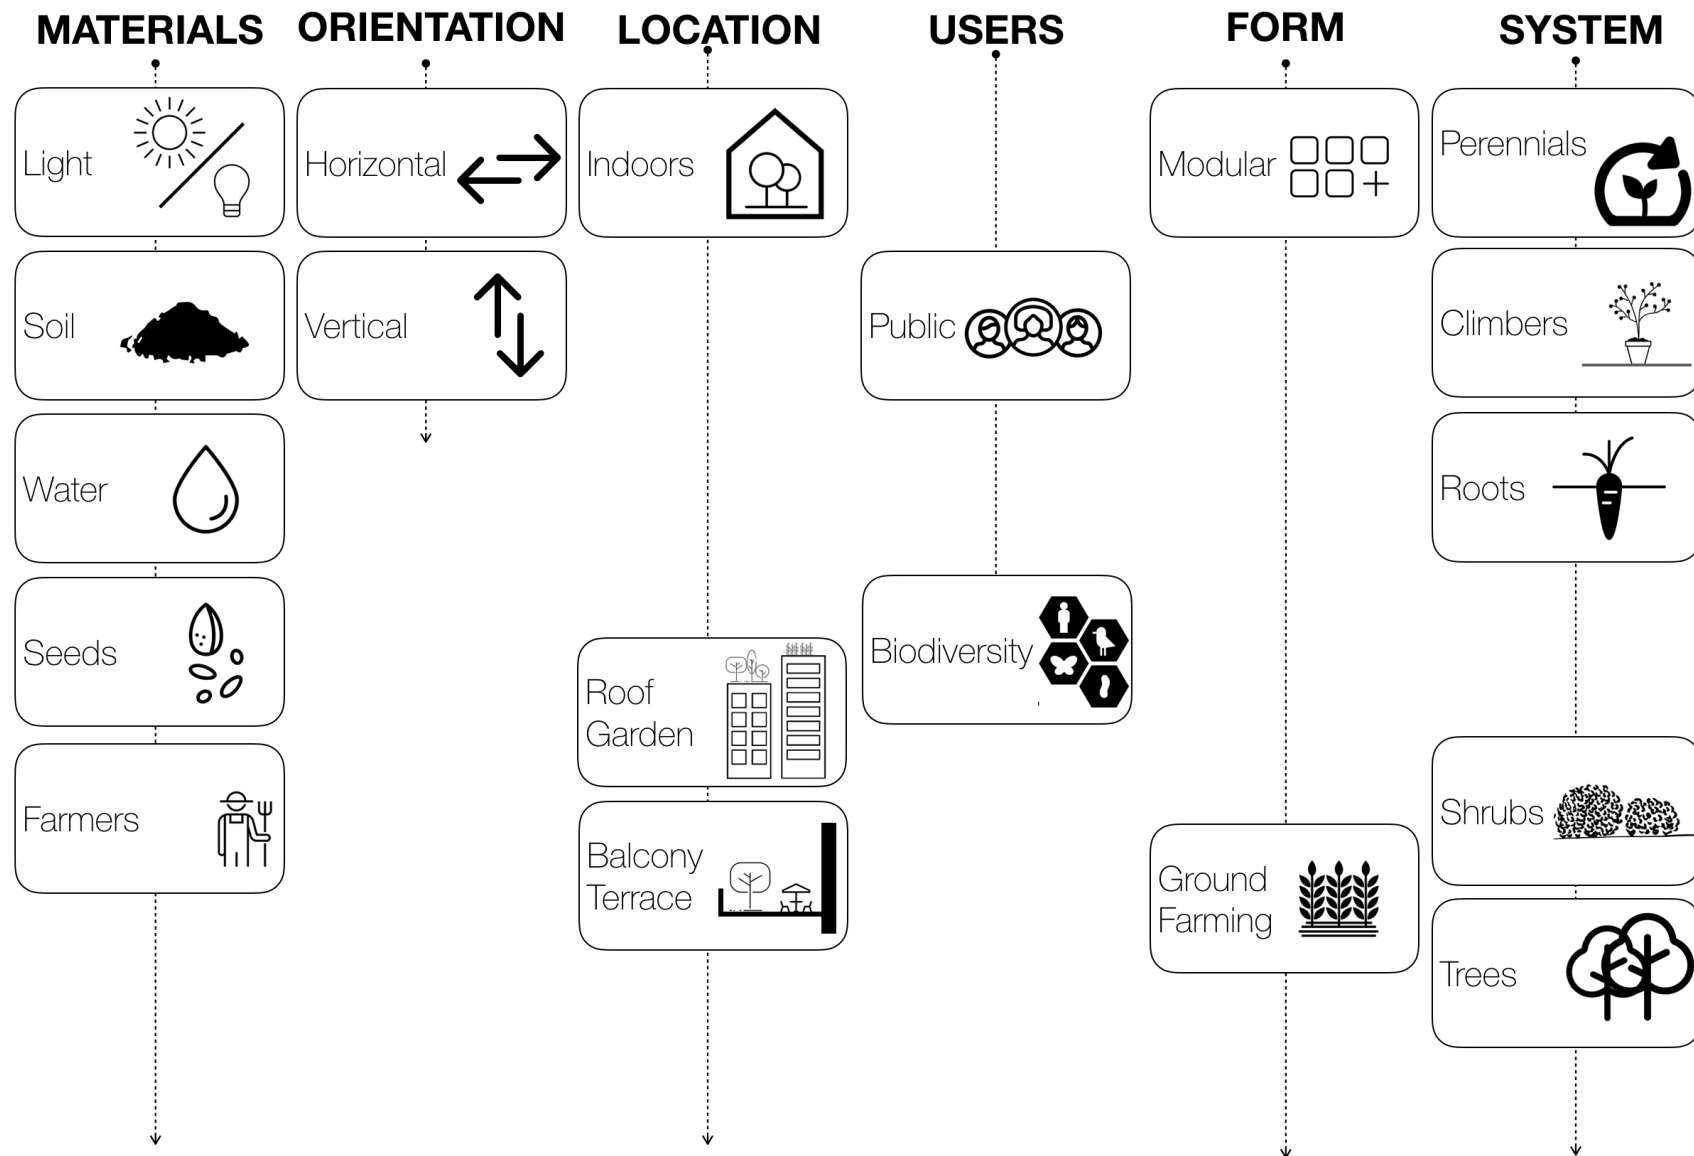 MATERIALS
ORIENTATION
LOCATION
USERS
FORM
SYSTEM
Light
Horizontal
Indoors
Modular
Perennials
Soil
Vertical
Public
Climbers
Water
Roots
Seeds
Biodiversity
Roof
Garden
Farmers
Shrubs
Balcony
Terrace
Ground
Farming
Trees